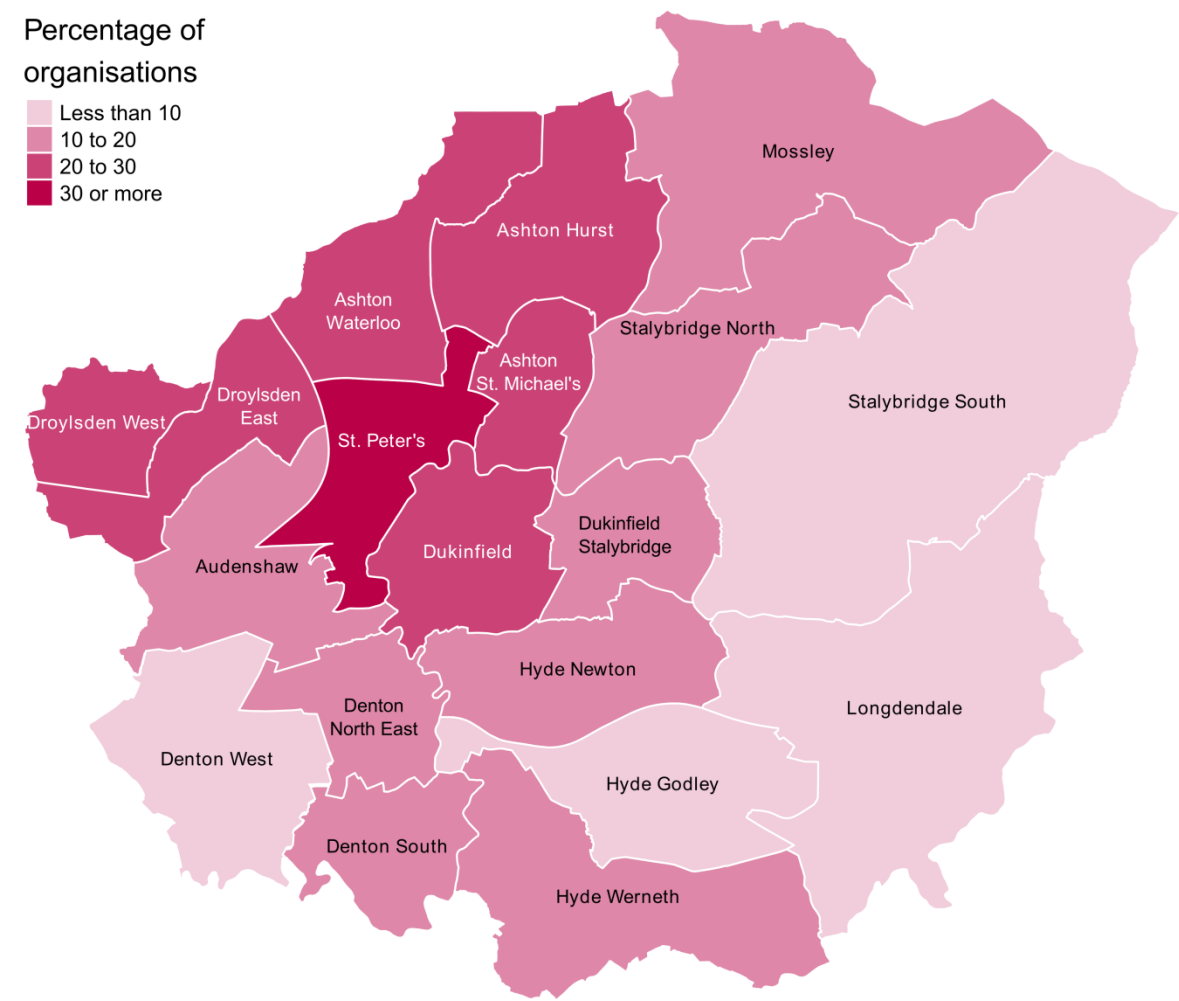 Percentage of
organisations
Less than 10
10 to 20
20 to 30
30 or more
Mossley
Ashton Hurst
Ashton
Waterloo
Stalybridge North
Ashton
St. Michael's
Droylsden
East
Stalybridge South
Droylsden West
St. Peter's
Dukinfield
Stalybridge
Dukinfield
Audenshaw
Hyde Newton
Denton
North East
Longdendale
Denton West
Hyde Godley
Denton South
Hyde Werneth